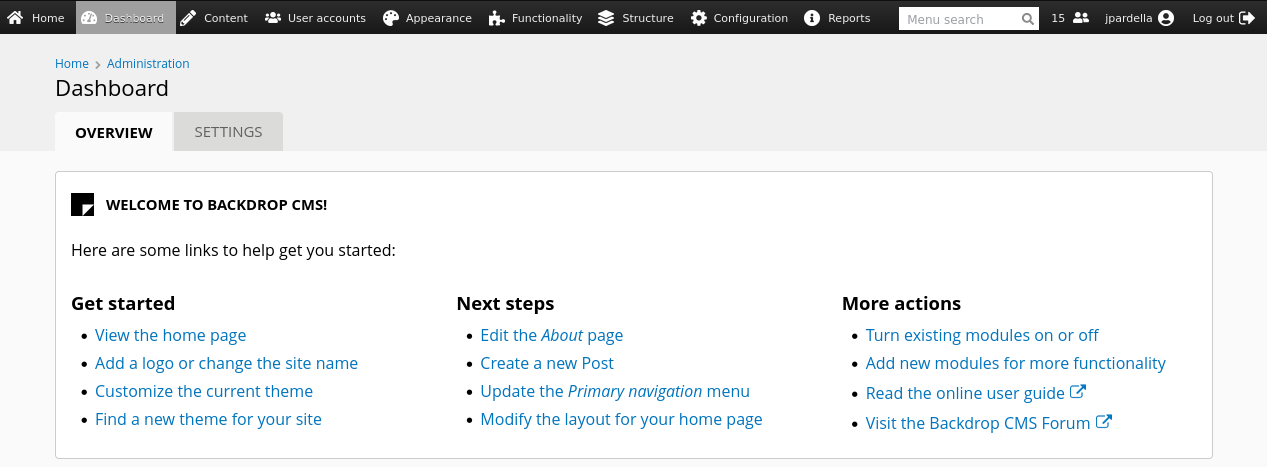 Home Dashboard Content User accounts Appearance Functionality Structure Configuration Reports Menu search 15 jpardella Log out
Home Administration
Dashboard
OVERVIEW SETTINGS
WELCOME TO BACKDROP CMS!
Here are some links to help get you started:
Get started
View the home page
Add a logo or change the site name
Customize the current theme
Find a new theme for your site
Next steps
Edit the About page
Create a new Post
Update the Primary navigation menu
Modify the layout for your home page
More actions
Turn existing modules on or off
Add new modules for more functionality
Read the online user guide
Visit the Backdrop CMS Forum